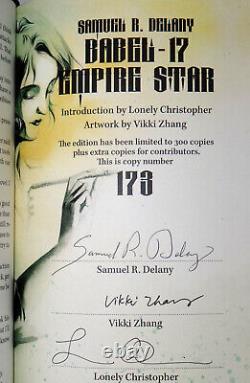 SAMUEL R. DELANY
BABEL-17
EMPIRE STAR
Introduction by Lonely Christopher
Artwork by Vikki Zhang
The edition has been limited to 300 copies
plus extra copies for contributors.
This is copy number
173
Samuel R. Delany
Samuel R. Delany
Vikki Zhang
Vikki Zhang
Lonely Christopher